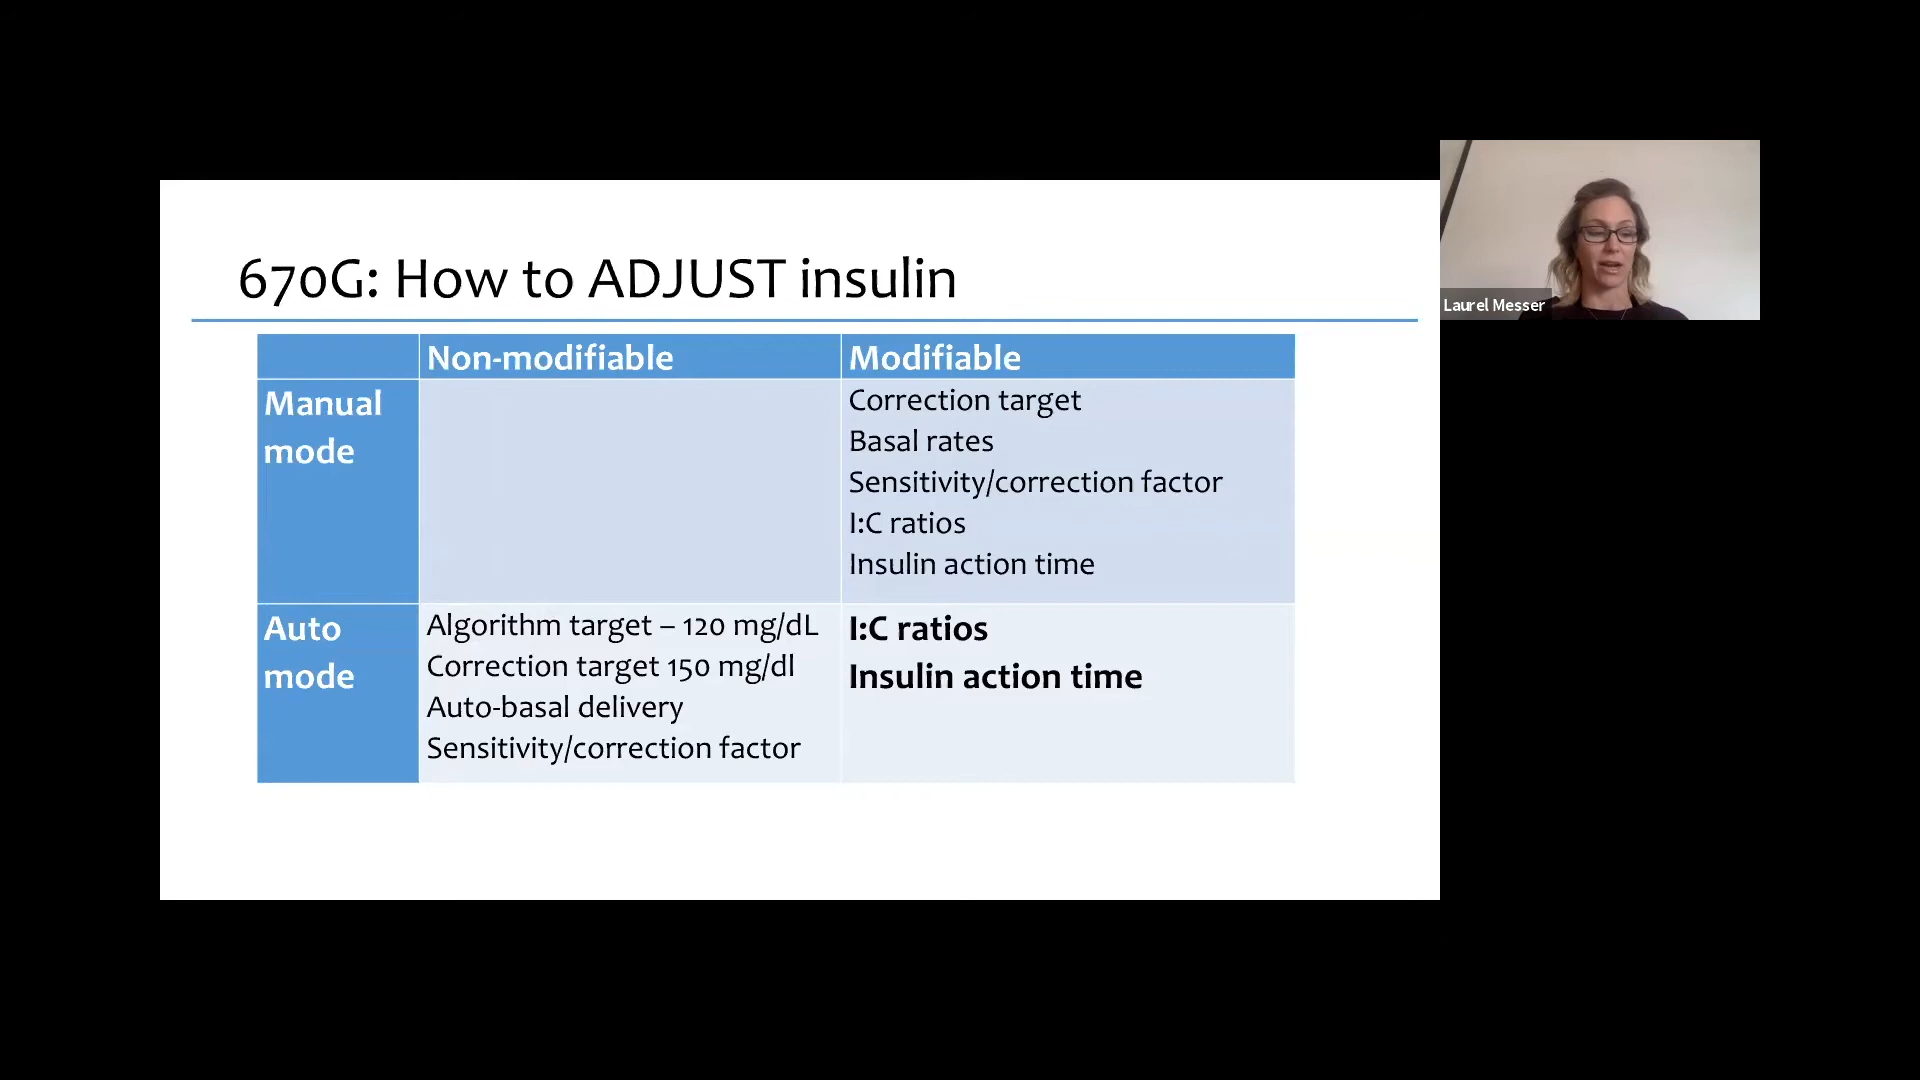 670G: How to ADJUST insulin
Non-modifiable
Modifiable
Manual
mode
Correction target
Basal rates
Sensitivity/correction factor
I:C ratios
Insulin action time
Auto
mode
Algorithm target – 120 mg/dL
Correction target 150 mg/dl
Auto-basal delivery
Sensitivity/correction factor
I:C ratios
Insulin action time
Laurel Messer